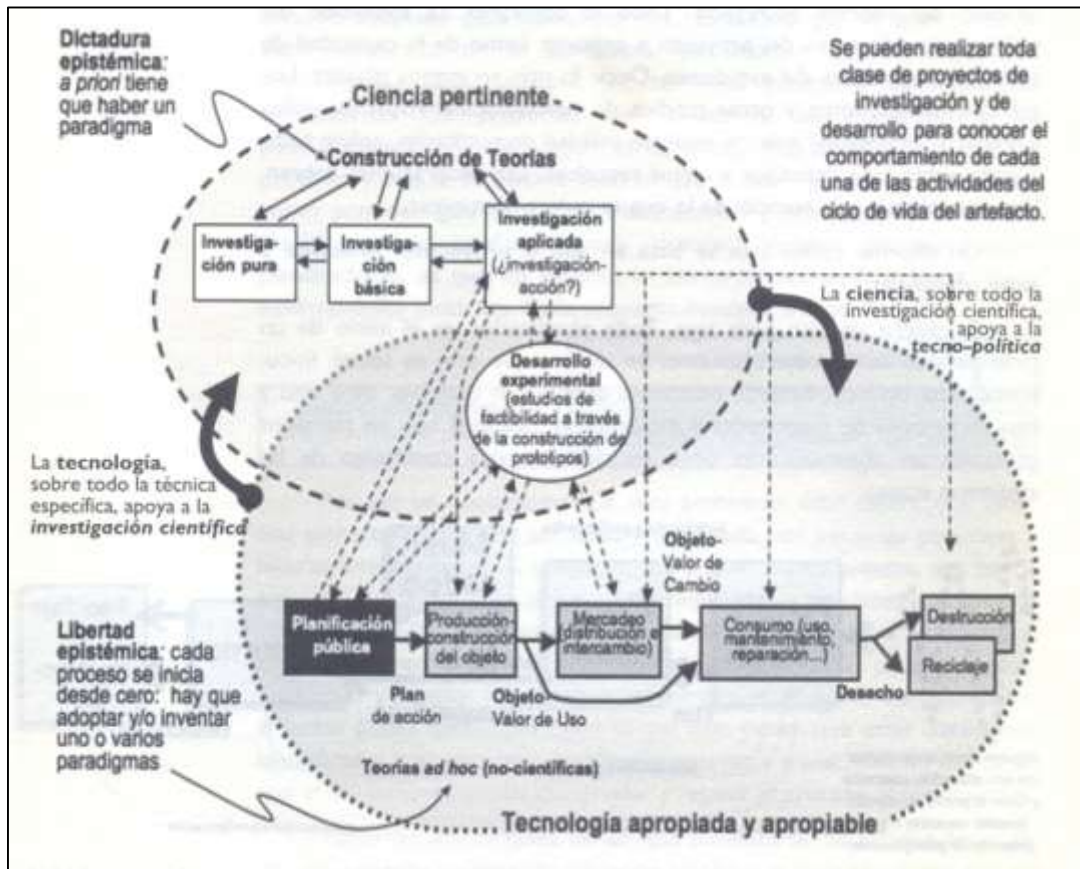 Dictadura
epistémica:
a priori tiene
que haber un
paradigma
Se pueden realizar toda
clase de proyectos de
investigación y de
desarrollo para conocer el
comportamiento de cada
una de las actividades del
ciclo de vida del artefacto.
Ciencia pertinente
Construcción de Teorías
Investiga-
ción pura
Investiga-
ción
básica
Investigación
aplicada
(¿investigación-
acción?)
La ciencia, sobre todo la
investigación científica,
apoya a la
tecno-política
Desarrollo
experimental
(estudios de
factibilidad a través
de la construcción de
prototipos)
La tecnología,
sobre todo la técnica
específica, apoya a la
investigación científica
Objeto-
Valor de
Cambio
Planificación
pública
Producción-
construcción
del objeto
Mercadeo
(distribución e
intercambio)
Consumo (uso,
mantenimiento,
reparación...)
Destrucción
Reciclaje
Plan
de acción
Objeto-
Valor de Uso
Desecho
Libertad
epistémica: cada
proceso se inicia
desde cero: hay que
adoptar y/o inventar
uno o varios
paradigmas
Teorías ad hoc (no-científicas)
Tecnología apropiada y apropiable